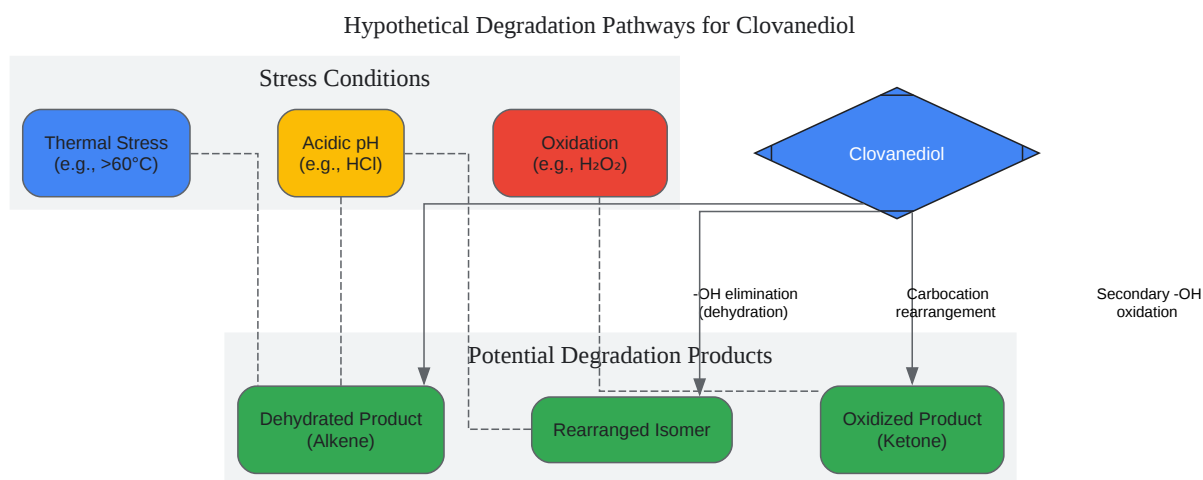 Hypothetical Degradation Pathways for Clovanediol
Stress Conditions
Thermal Stress
(e.g., >60°C)
Acidic pH
(e.g., HCl)
Oxidation
(e.g., H₂O₂)
Clovanediol
-OH elimination
(dehydration)
Carbocation
rearrangement
Secondary -OH
oxidation
Potential Degradation Products
Dehydrated Product
(Alkene)
Rearranged Isomer
Oxidized Product
(Ketone)